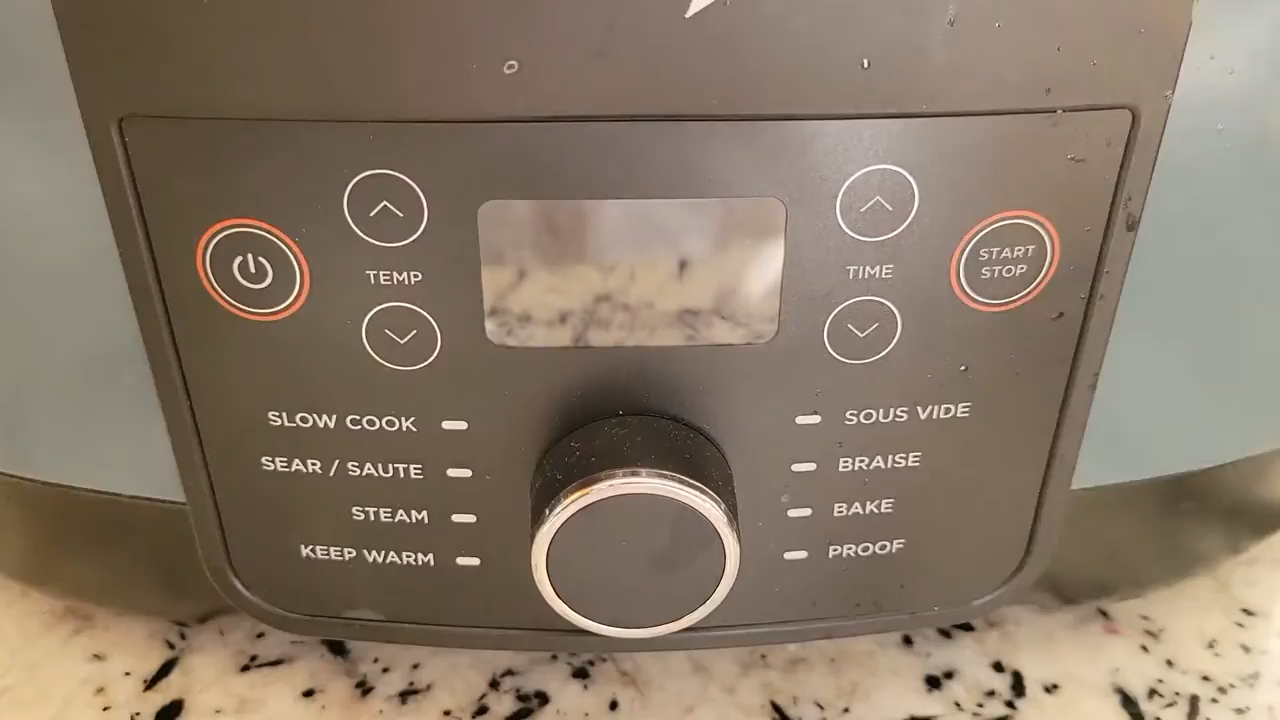 TEMP
TIME
START
STOP
SLOW COOK
SEAR / SAUTE
STEAM
KEEP WARM
SOUS VIDE
BRAISE
BAKE
PROOF